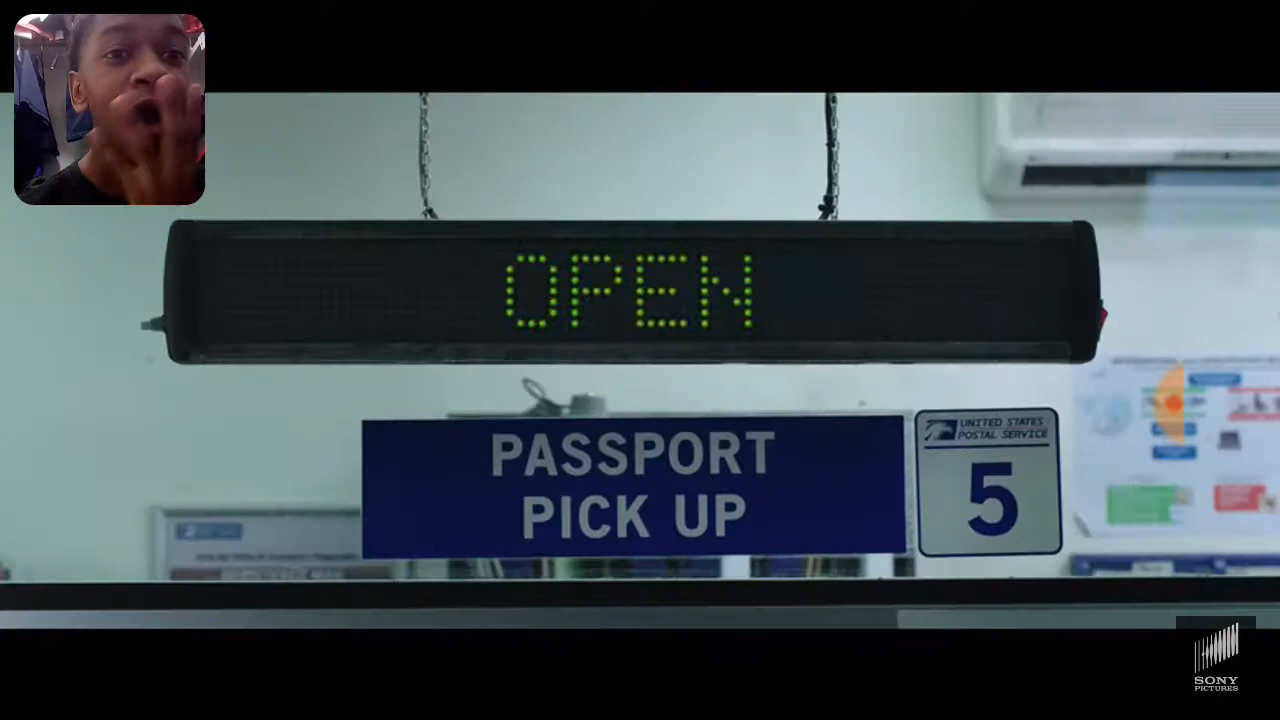 OPEN
PASSPORT
PICK UP
UNITED STATES
POSTAL SERVICE
5
SONY
PICTURES